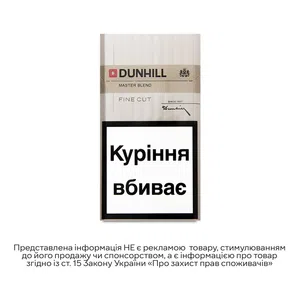 DUNHILL
MASTER BLEND
FINE CUT
Куріння
вбиває
Представлена інформація НЕ є рекламою товару, стимулюванням
до його продажу чи спонсорством, а є інформацією про товар
згідно із ст. 15 Закону України «Про захист прав споживачів»